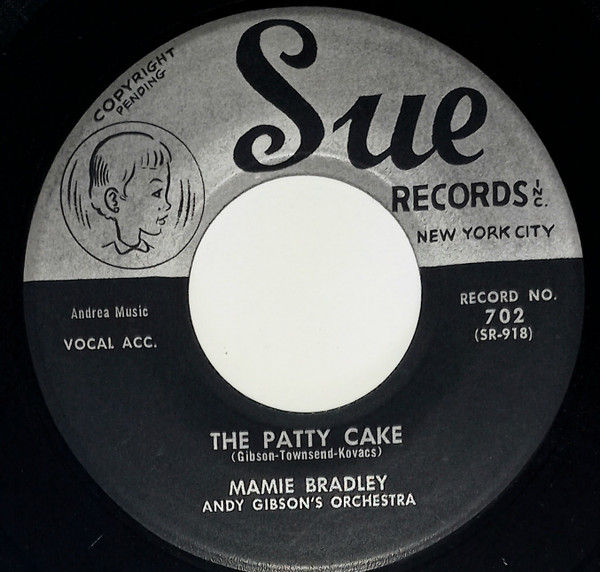 COPYRIGHT
PENDING
Sue
RECORDS INC.
NEW YORK CITY
Andrea Music
VOCAL ACC.
RECORD NO.
702
(SR-918)
THE PATTY CAKE
(Gibson-Townsend-Kovacs)
MAMIE BRADLEY
ANDY GIBSON'S ORCHESTRA